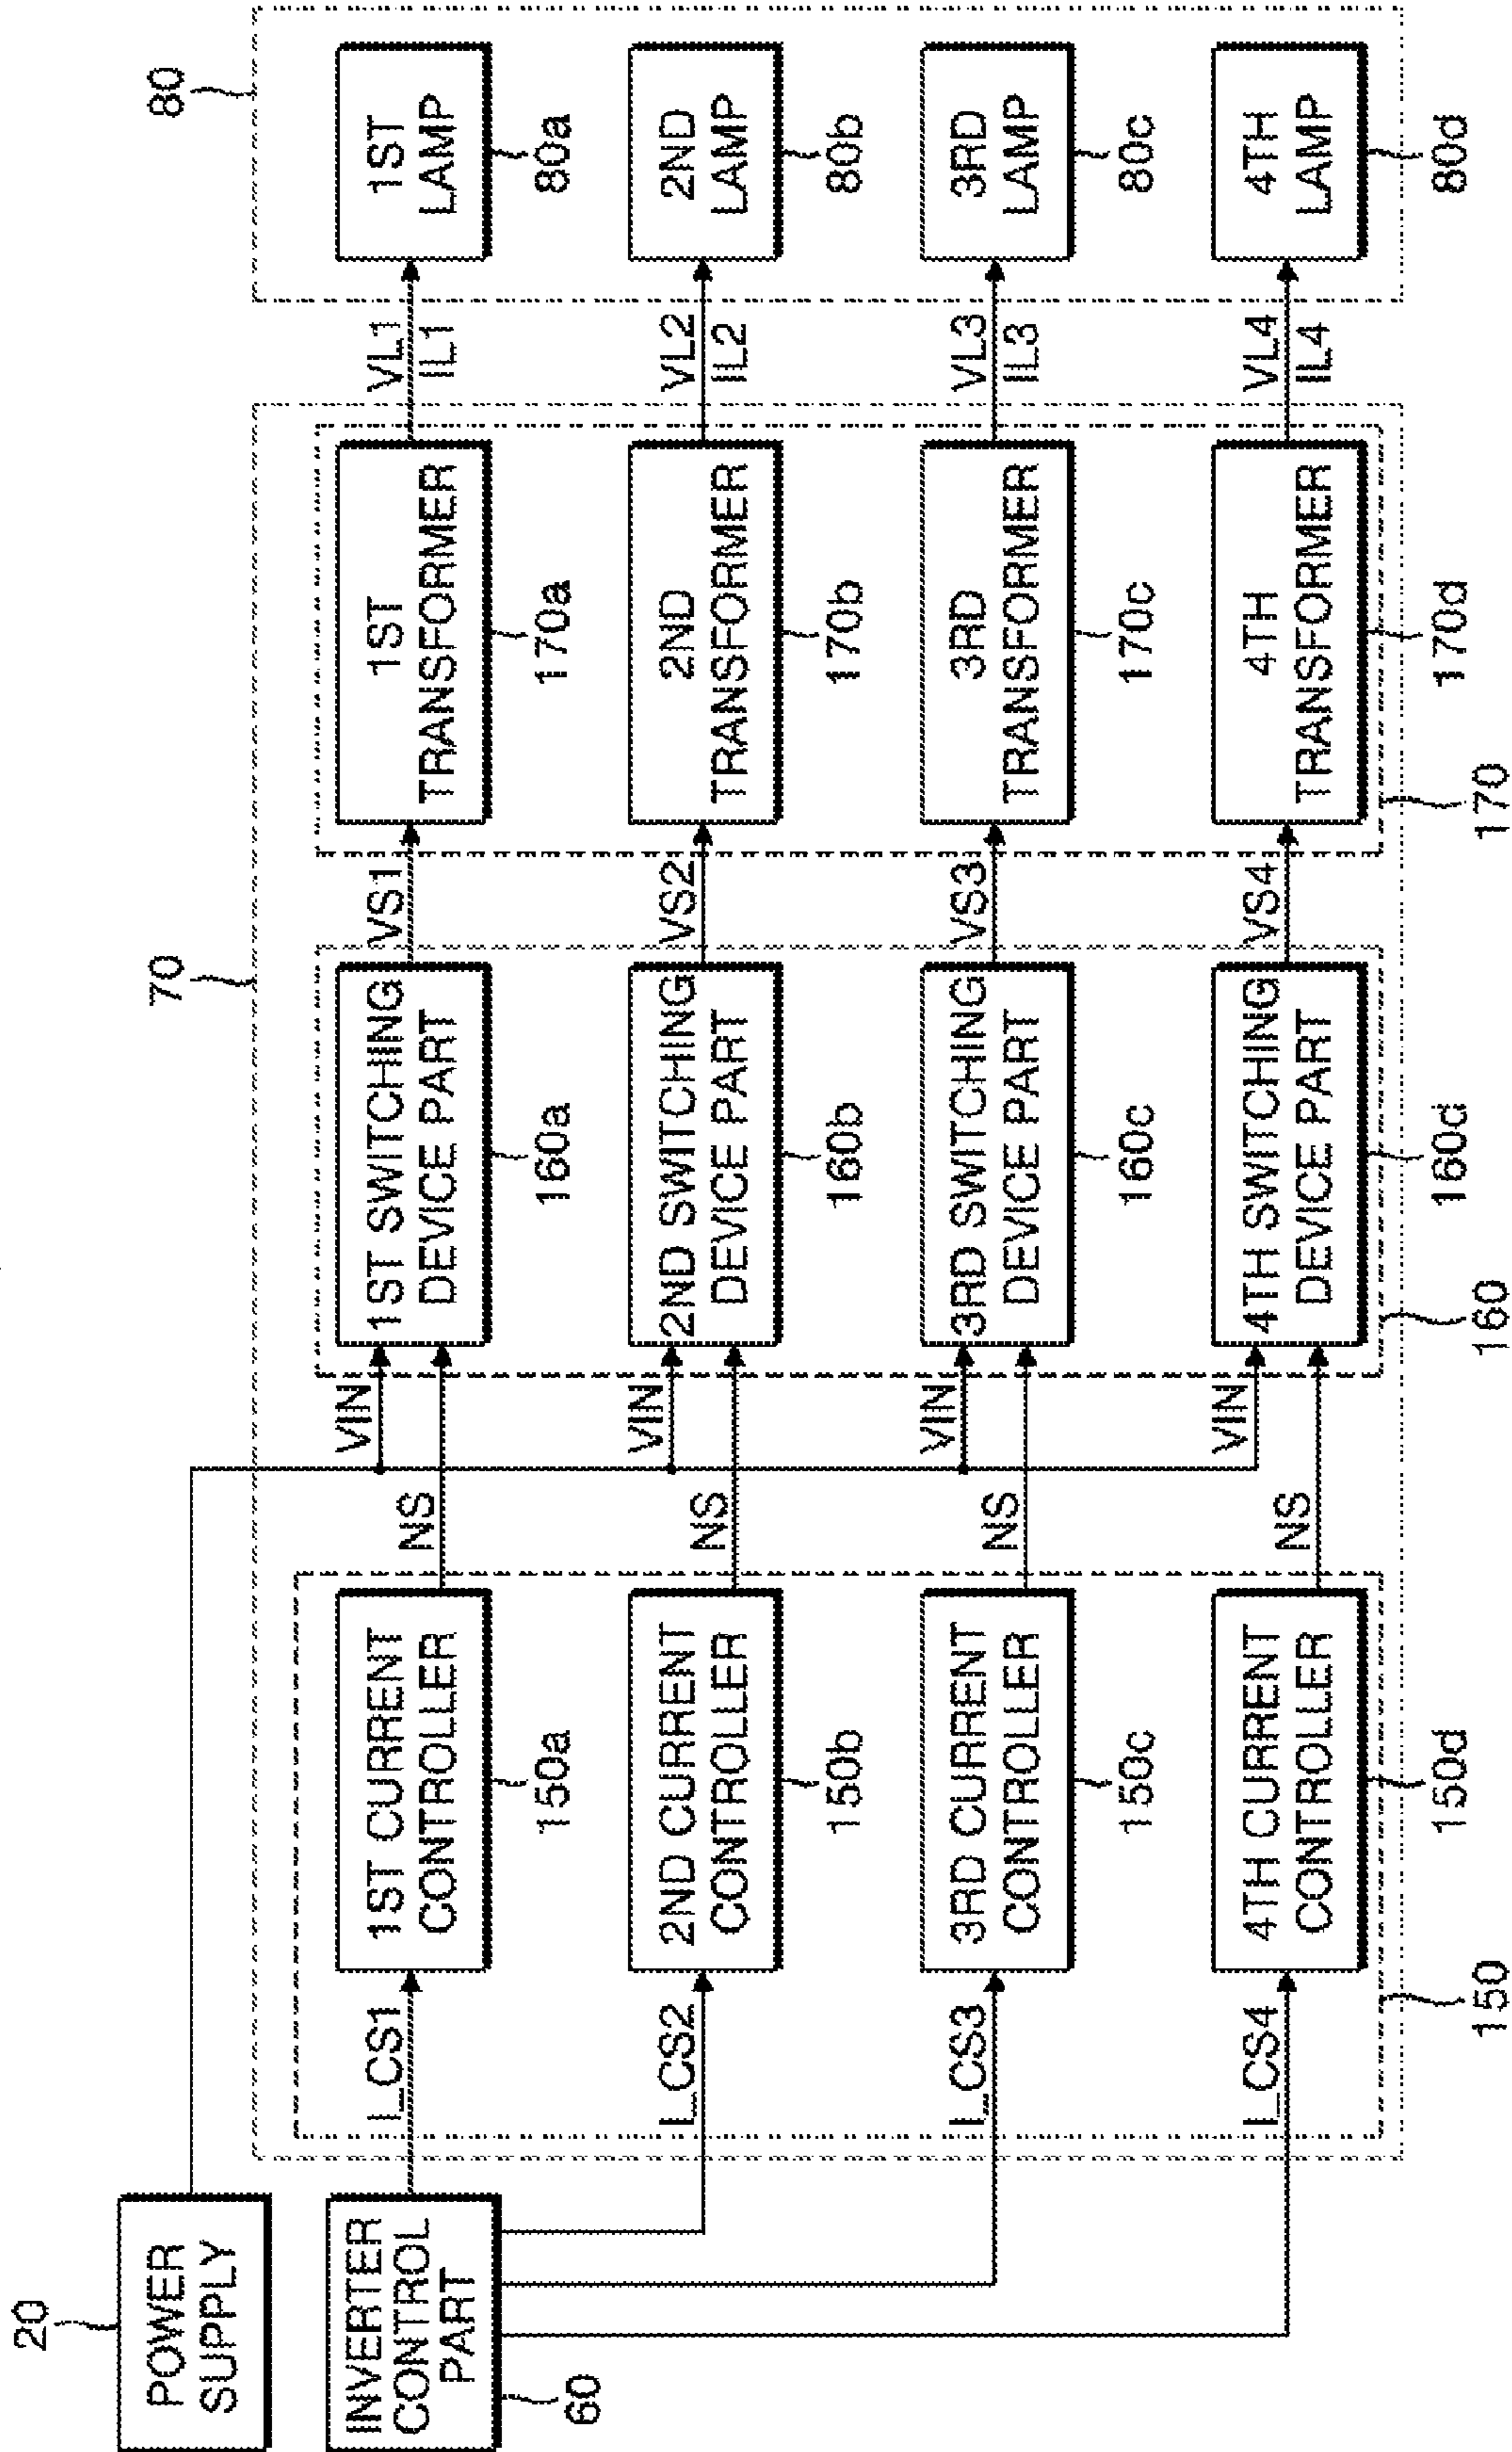 20
POWER
SUPPLY
INVERTER
CONTROL
PART
60
70
80
I_CS1
1ST CURRENT
CONTROLLER
150a
NS
VIN
1ST SWITCHING
DEVICE PART
160a
VS1
1ST
TRANSFORMER
170a
VL1
IL1
1ST
LAMP
80a
I_CS2
2ND CURRENT
CONTROLLER
150b
NS
VIN
2ND SWITCHING
DEVICE PART
160b
VS2
2ND
TRANSFORMER
170b
VL2
IL2
2ND
LAMP
80b
I_CS3
3RD CURRENT
CONTROLLER
150c
NS
VIN
3RD SWITCHING
DEVICE PART
160c
VS3
3RD
TRANSFORMER
170c
VL3
IL3
3RD
LAMP
80c
I_CS4
4TH CURRENT
CONTROLLER
150d
NS
VIN
4TH SWITCHING
DEVICE PART
160d
VS4
4TH
TRANSFORMER
170d
VL4
IL4
4TH
LAMP
80d
150
160
170